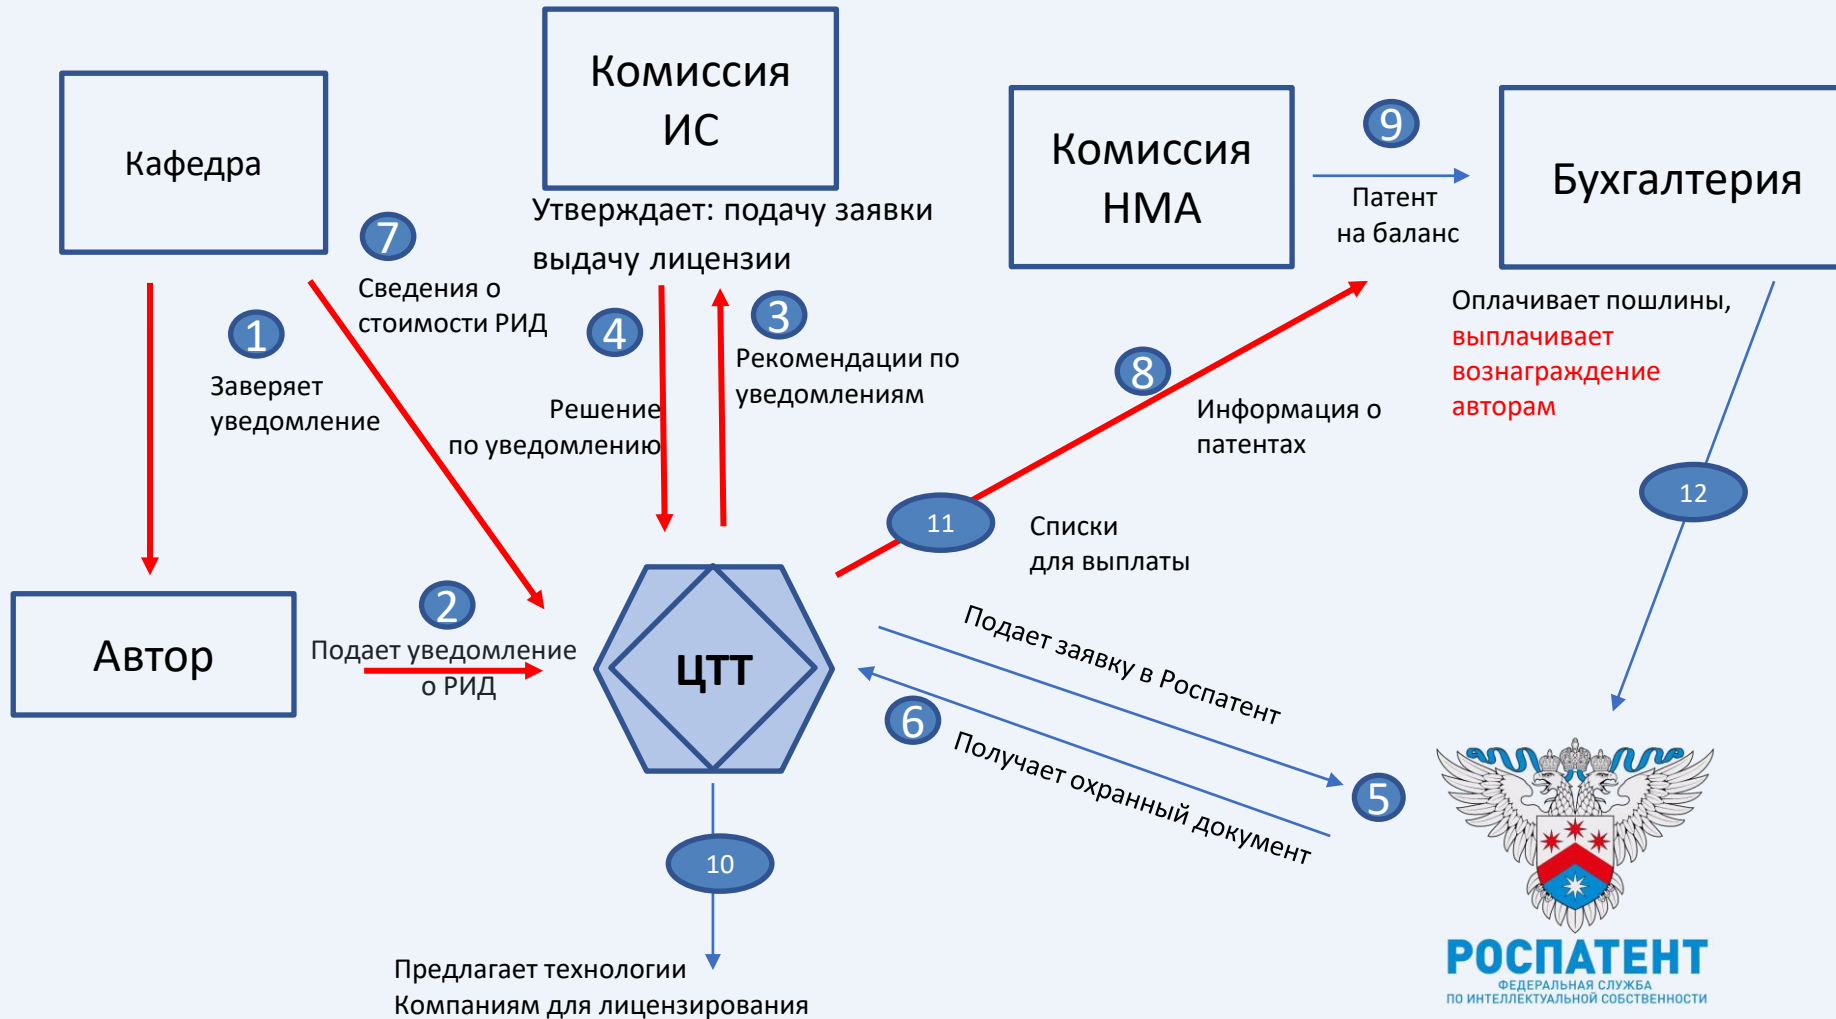 Кафедра
Комиссия
ИС
Утверждает: подачу заявки
выдачу лицензии
Комиссия
НМА
9
Патент
на баланс
Бухгалтерия
7
Сведения о
стоимости РИД
1
Заверяет
уведомление
4
Решение
по уведомлению
3
Рекомендации по
уведомлениям
8
Информация о
патентах
Оплачивает пошлины,
выплачивает
вознаграждение
авторам
12
11
Списки
для выплаты
Автор
2
Подает уведомление
о РИД
ЦТТ
Подает заявку в Роспатент
5
6
Получает охранный документ
10
Предлагает технологии
Компаниям для лицензирования
РОСПАТЕНТ
ФЕДЕРАЛЬНАЯ СЛУЖБА
ПО ИНТЕЛЛЕКТУАЛЬНОЙ СОБСТВЕННОСТИ